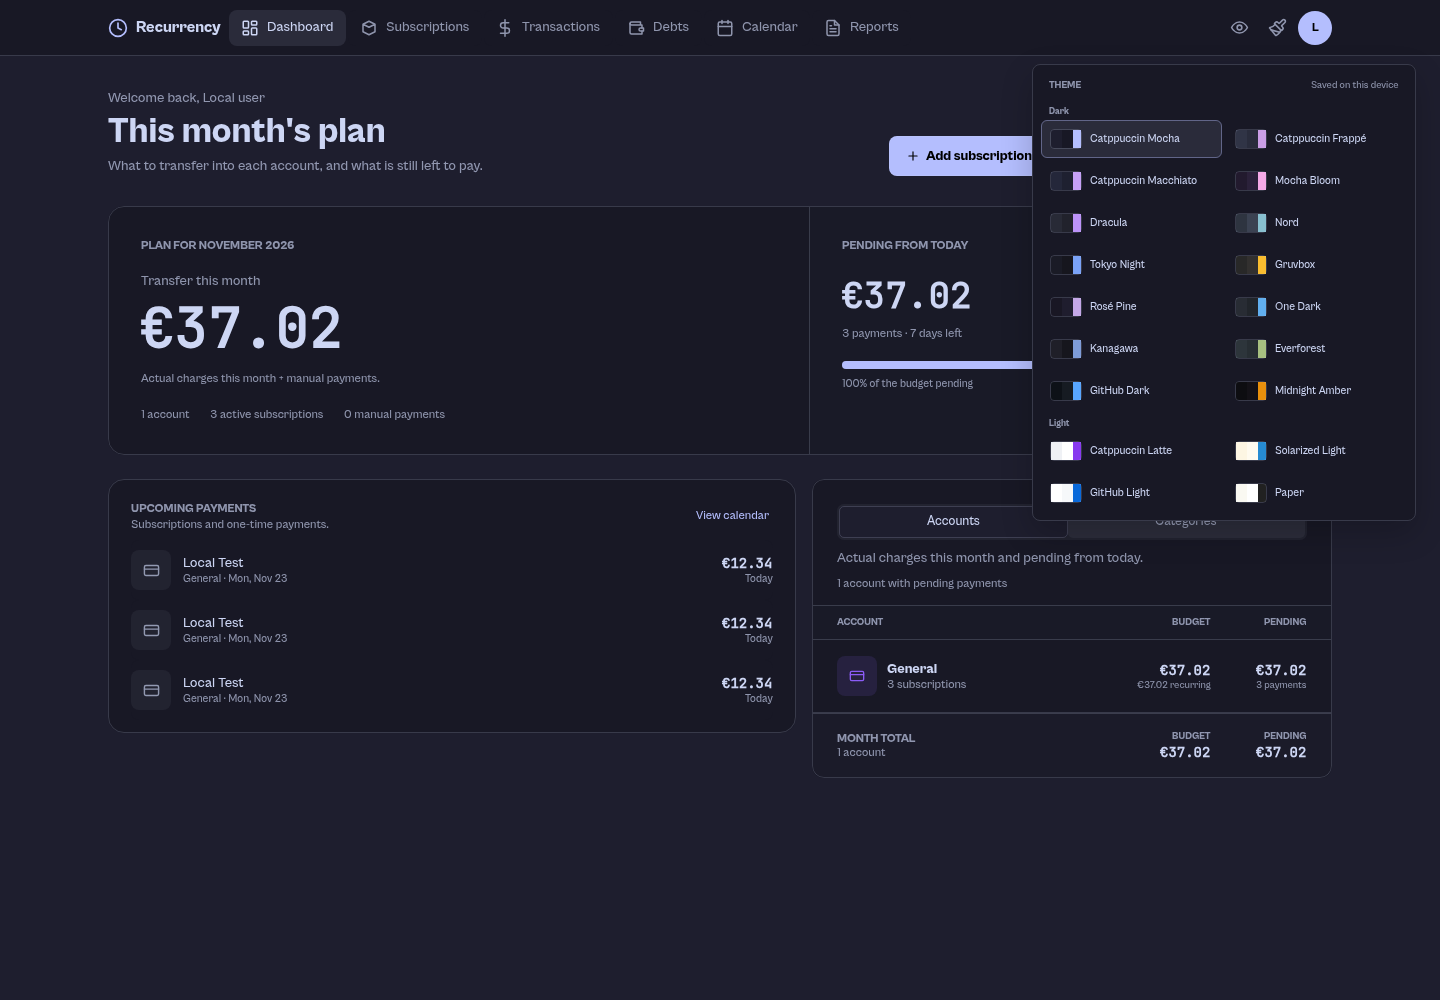 Recurrency
Dashboard
Subscriptions
Transactions
Debts
Calendar
Reports
L
Welcome back, Local user
This month's plan
What to transfer into each account, and what is still left to pay.
+ Add subscription
THEME
Saved on this device
Dark
Catppuccin Mocha
Catppuccin Frappé
Catppuccin Macchiato
Mocha Bloom
Dracula
Nord
Tokyo Night
Gruvbox
Rosé Pine
One Dark
Kanagawa
Everforest
GitHub Dark
Midnight Amber
Light
Catppuccin Latte
Solarized Light
GitHub Light
Paper
PLAN FOR NOVEMBER 2026
Transfer this month
€37.02
Actual charges this month + manual payments.
1 account
3 active subscriptions
0 manual payments
PENDING FROM TODAY
€37.02
3 payments · 7 days left
100% of the budget pending
UPCOMING PAYMENTS
Subscriptions and one-time payments.
View calendar
Local Test
General · Mon, Nov 23
€12.34
Today
Local Test
General · Mon, Nov 23
€12.34
Today
Local Test
General · Mon, Nov 23
€12.34
Today
Accounts
Categories
Actual charges this month and pending from today.
1 account with pending payments
ACCOUNT
BUDGET
PENDING
General
3 subscriptions
€37.02
€37.02 recurring
€37.02
3 payments
MONTH TOTAL
1 account
BUDGET
€37.02
PENDING
€37.02